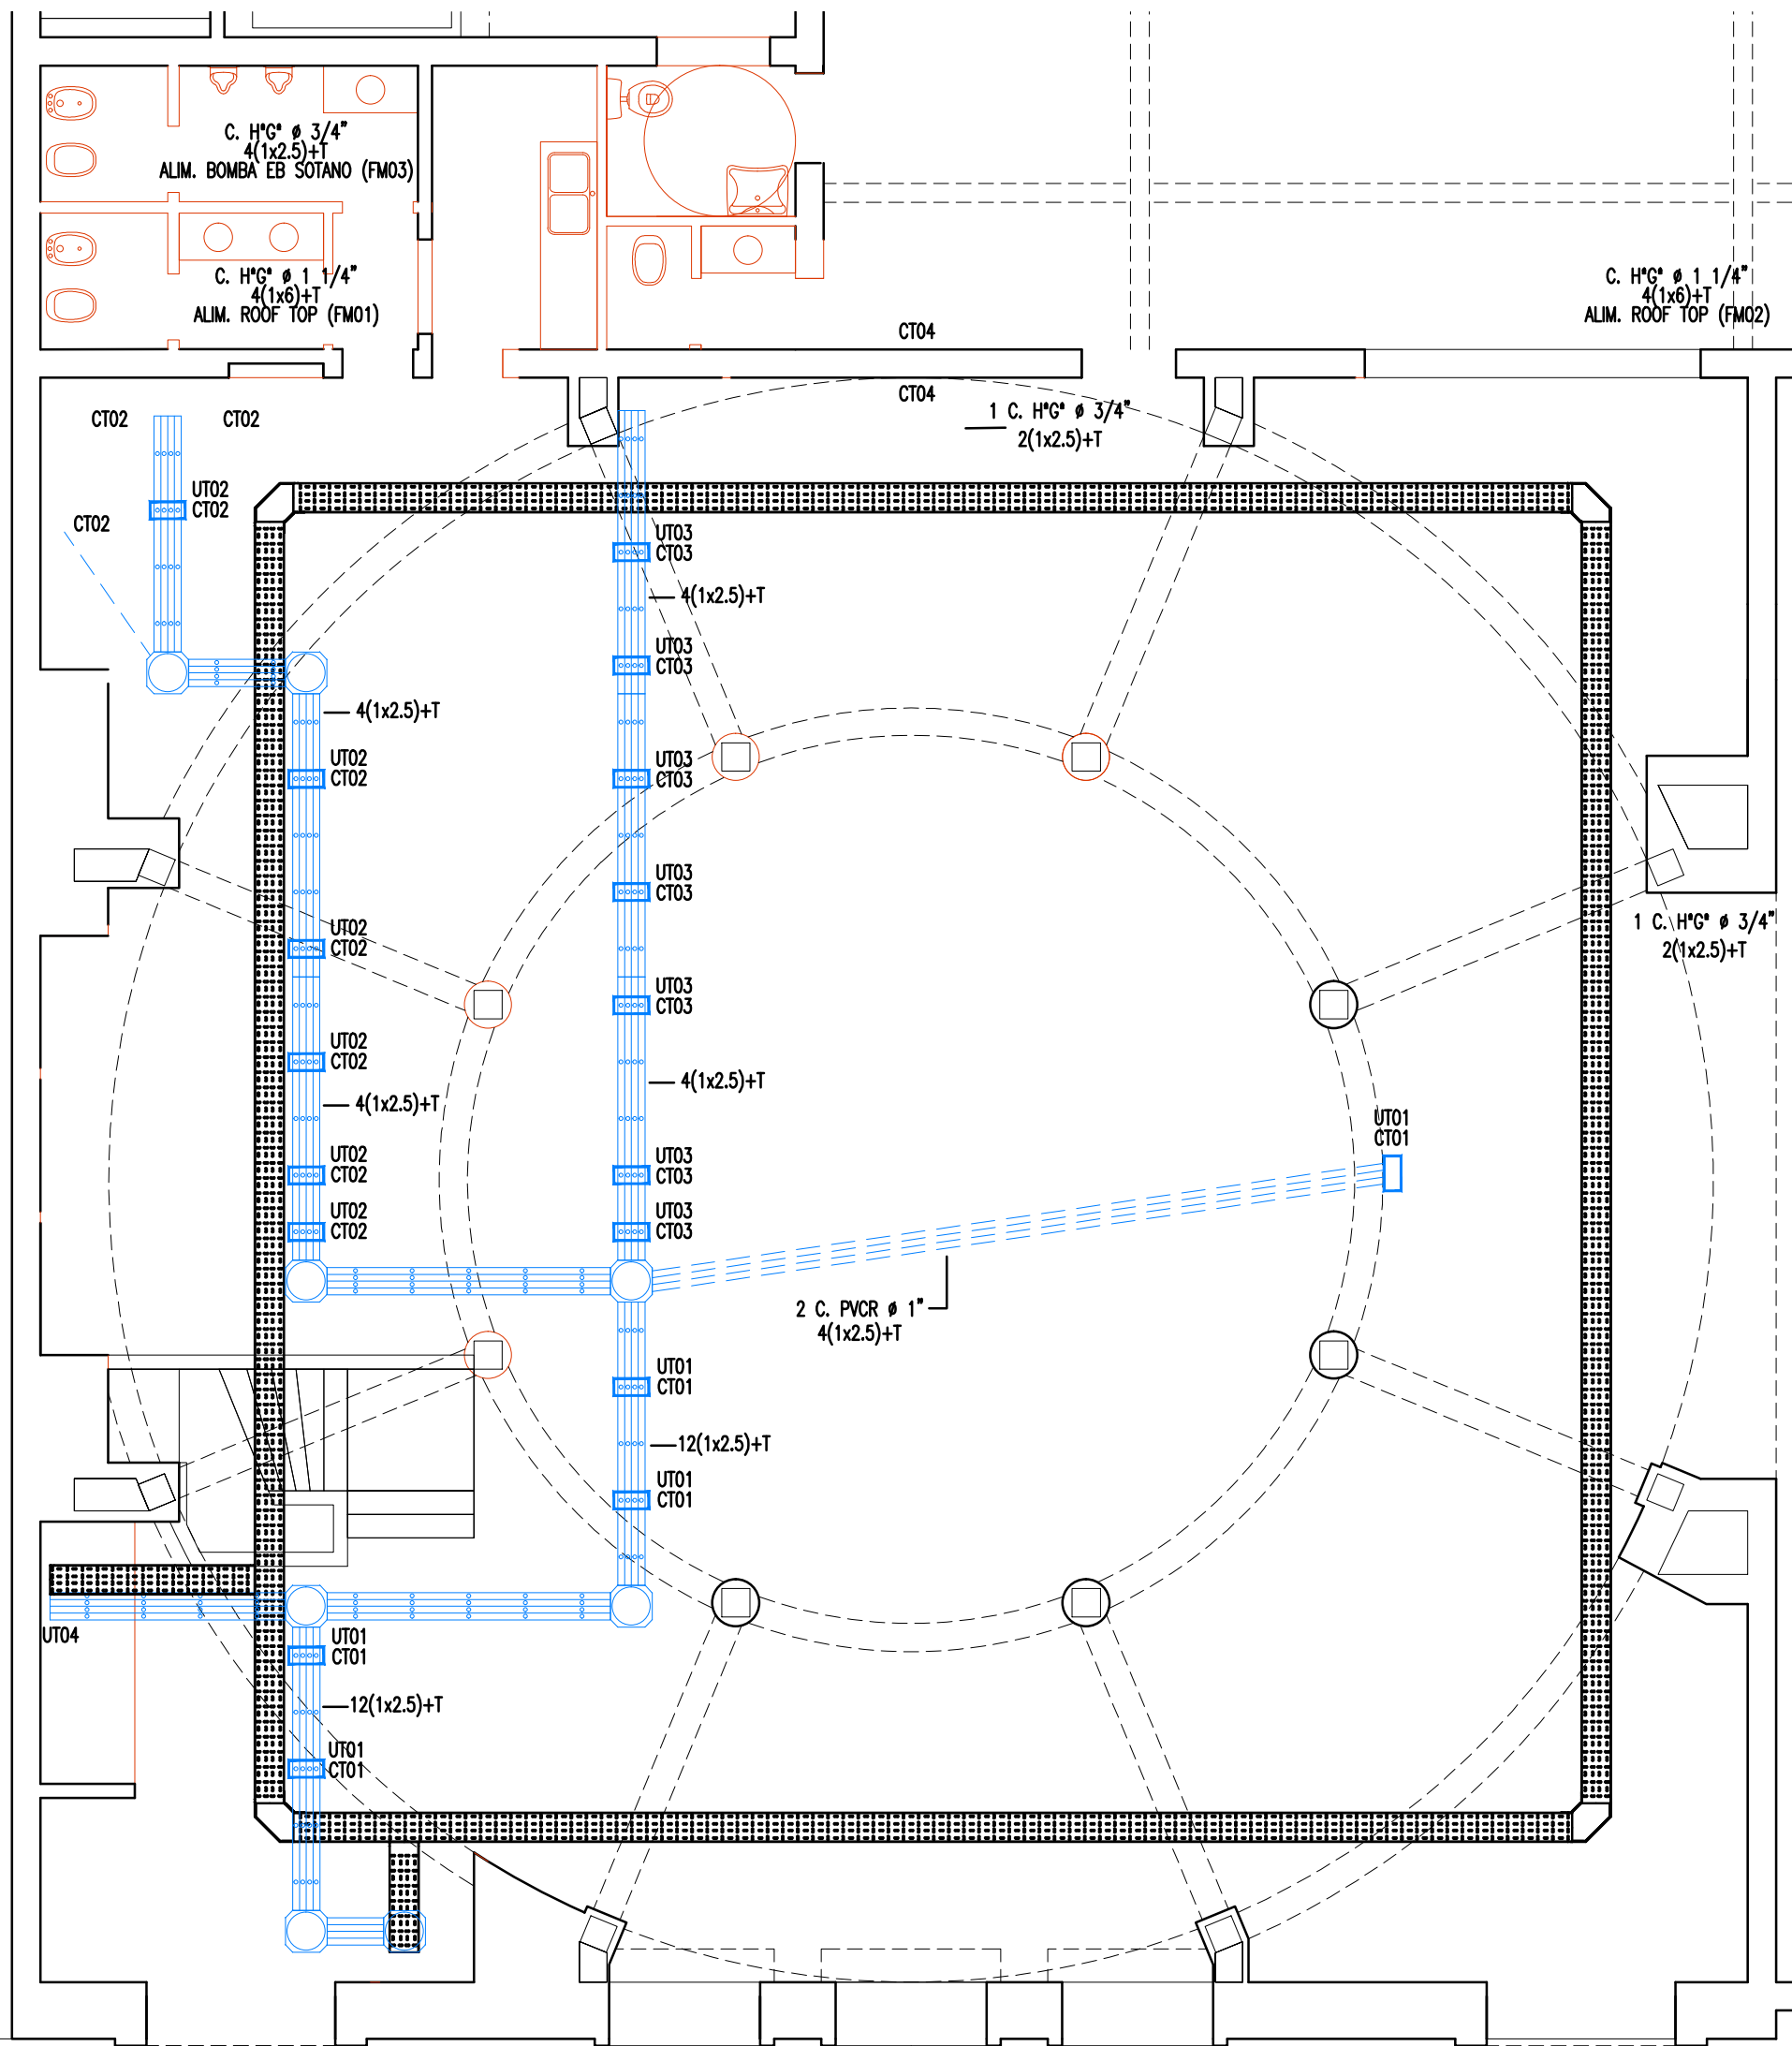 C. HºGº ø 3/4"
4(1x2.5)+T
ALIM. BOMBA EB SOTANO (FM03)
C. HºGº ø 1 1/4"
4(1x6)+T
ALIM. ROOF TOP (FM01)
C. HºGº ø 1 1/4"
4(1x6)+T
ALIM. ROOF TOP (FM02)
CT04
CT04
1 C. HºGº ø 3/4"
2(1x2.5)+T
CT02
CT02
UT02
CT02
CT02
UT03
CT03
4(1x2.5)+T
UT03
CT03
4(1x2.5)+T
UT02
CT02
UT03
CT03
UT03
CT03
1 C. HºGº ø 3/4"
2(1x2.5)+T
UT02
CT02
UT03
CT03
UT02
CT02
4(1x2.5)+T
4(1x2.5)+T
UT01
CT01
UT02
CT02
UT03
CT03
UT02
CT02
UT03
CT03
2 C. PVCR ø 1"
4(1x2.5)+T
UT01
CT01
12(1x2.5)+T
UT01
CT01
UT04
UT01
CT01
12(1x2.5)+T
UT01
CT01